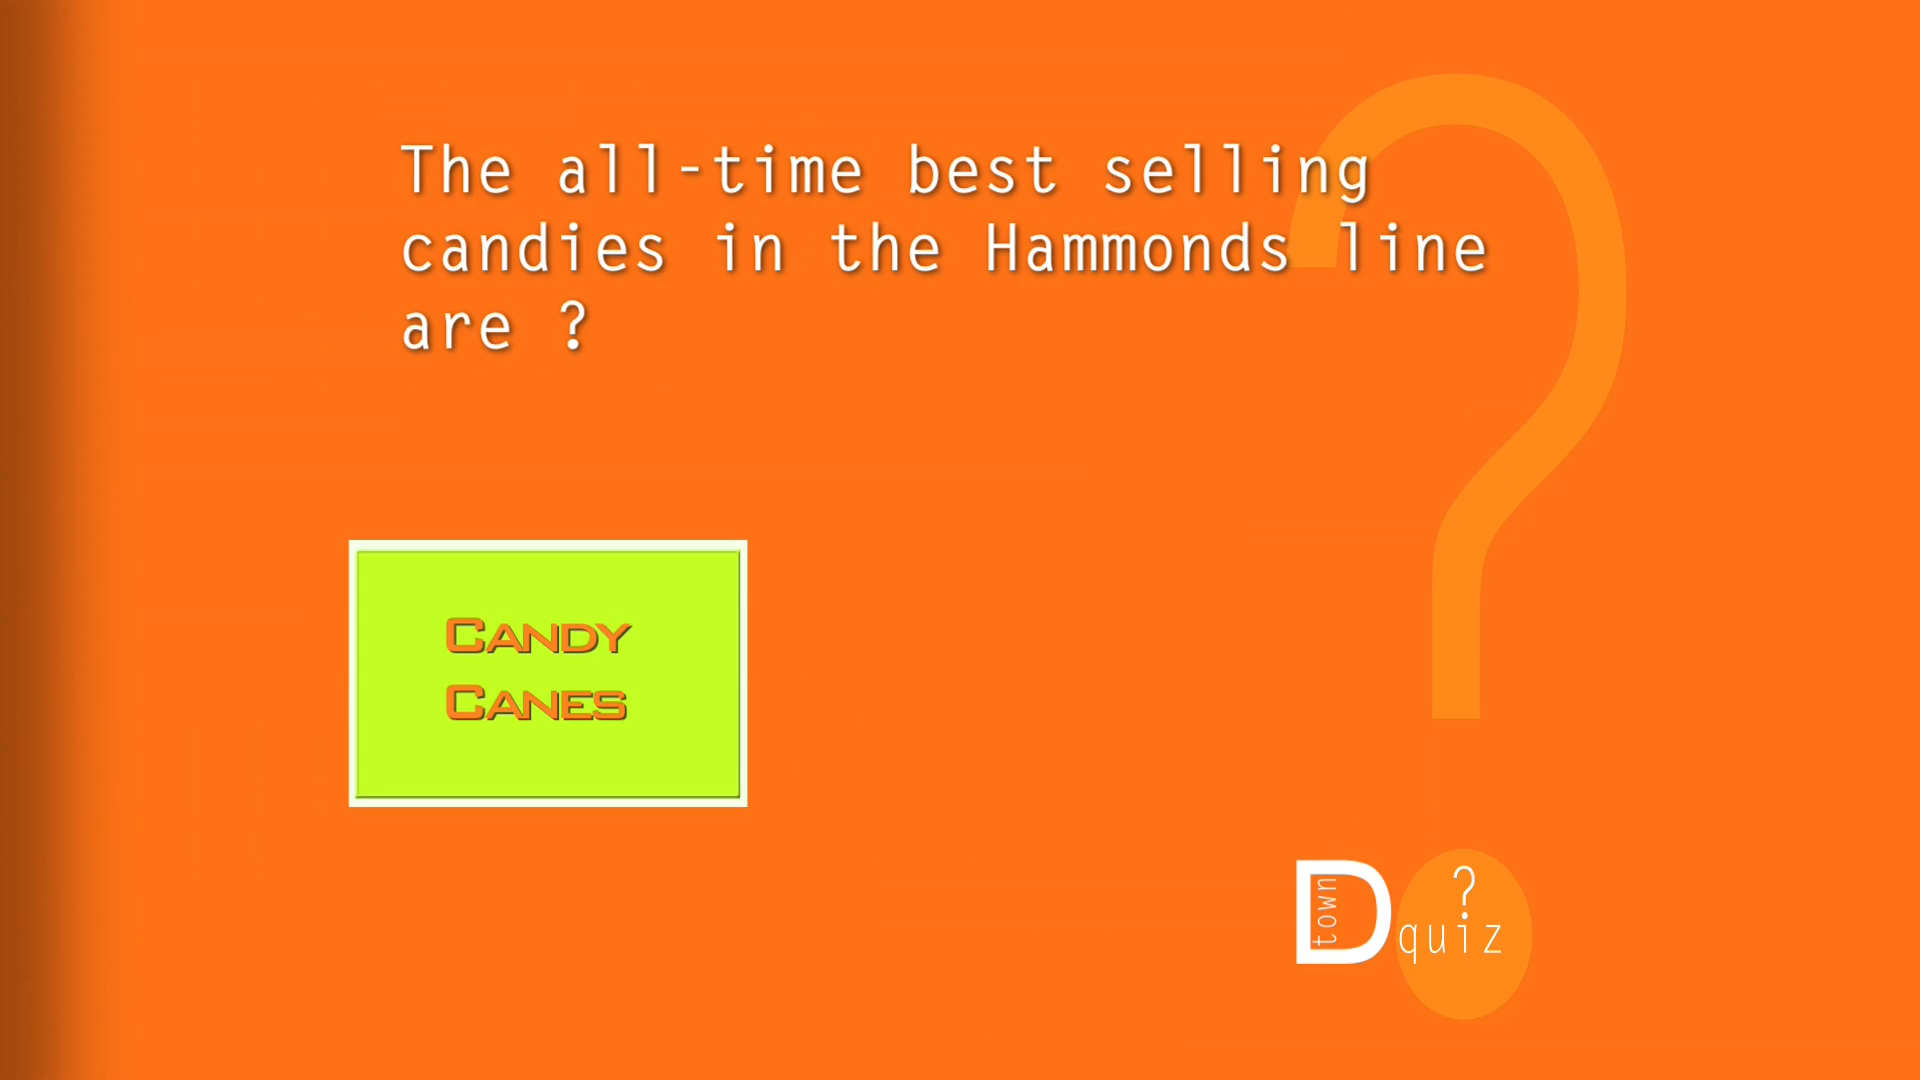 The all-time best selling
candies in the Hammonds line
are ?
CANDY
CANES
D
town
?
quiz